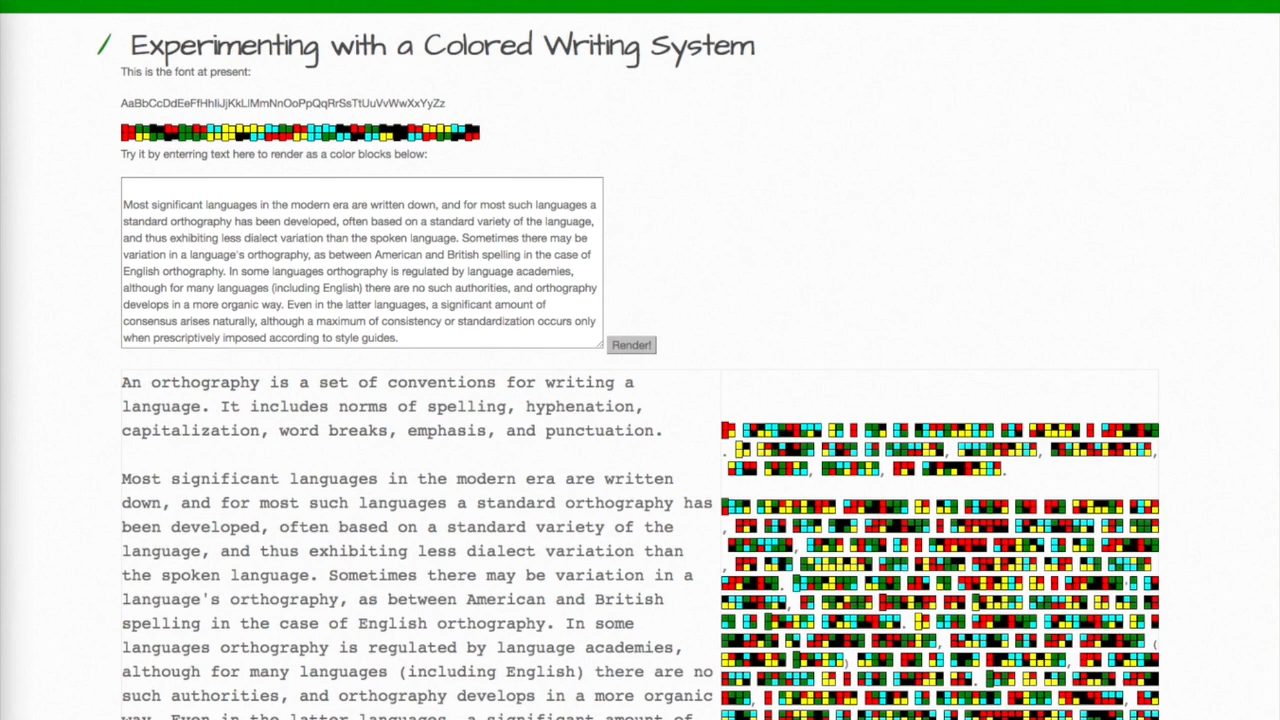 / Experimenting with a Colored Writing System
This is the font at present:
AaBbCcDdEeFfHhIiJjKkLlMmNnOoPpQqRrSsTtUuVvWwXxYyZz
Try it by enterring text here to render as a color blocks below:
Most significant languages in the modern era are written down, and for most such languages a
standard orthography has been developed, often based on a standard variety of the language,
and thus exhibiting less dialect variation than the spoken language. Sometimes there may be
variation in a language's orthography, as between American and British spelling in the case of
English orthography. In some languages orthography is regulated by language academies,
although for many languages (including English) there are no such authorities, and orthography
develops in a more organic way. Even in the latter languages, a significant amount of
consensus arises naturally, although a maximum of consistency or standardization occurs only
when prescriptively imposed according to style guides.
Render!
An orthography is a set of conventions for writing a
language. It includes norms of spelling, hyphenation,
capitalization, word breaks, emphasis, and punctuation.
Most significant languages in the modern era are written
down, and for most such languages a standard orthography has
been developed, often based on a standard variety of the
language, and thus exhibiting less dialect variation than
the spoken language. Sometimes there may be variation in a
language's orthography, as between American and British
spelling in the case of English orthography. In some
languages orthography is regulated by language academies,
although for many languages (including English) there are no
such authorities, and orthography develops in a more organic
way. Even in the latter languages, a significant amount of